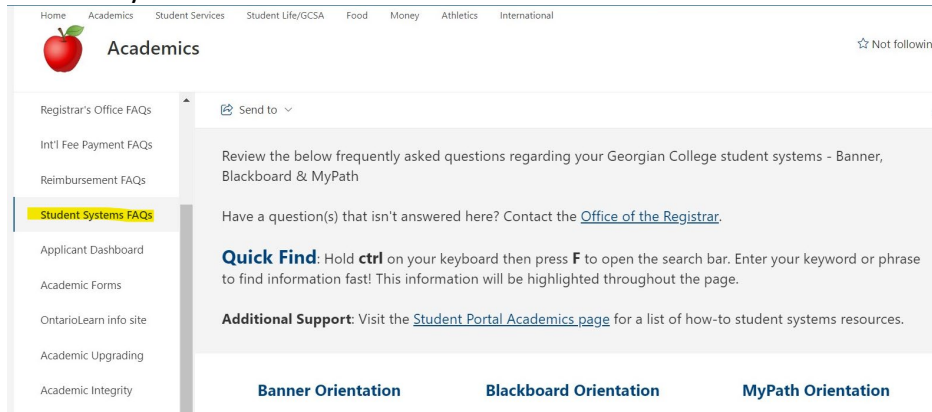 Home Academics Student Services Student Life/GCSA Food Money Athletics International
Academics
Not followin
Registrar's Office FAQs
Int'l Fee Payment FAQs
Reimbursement FAQs
Student Systems FAQs
Applicant Dashboard
Academic Forms
OntarioLearn info site
Academic Upgrading
Academic Integrity
Send to
Review the below frequently asked questions regarding your Georgian College student systems - Banner,
Blackboard & MyPath
Have a question(s) that isn't answered here? Contact the Office of the Registrar.
Quick Find: Hold ctrl on your keyboard then press F to open the search bar. Enter your keyword or phrase
to find information fast! This information will be highlighted throughout the page.
Additional Support: Visit the Student Portal Academics page for a list of how-to student systems resources.
Banner Orientation Blackboard Orientation MyPath Orientation